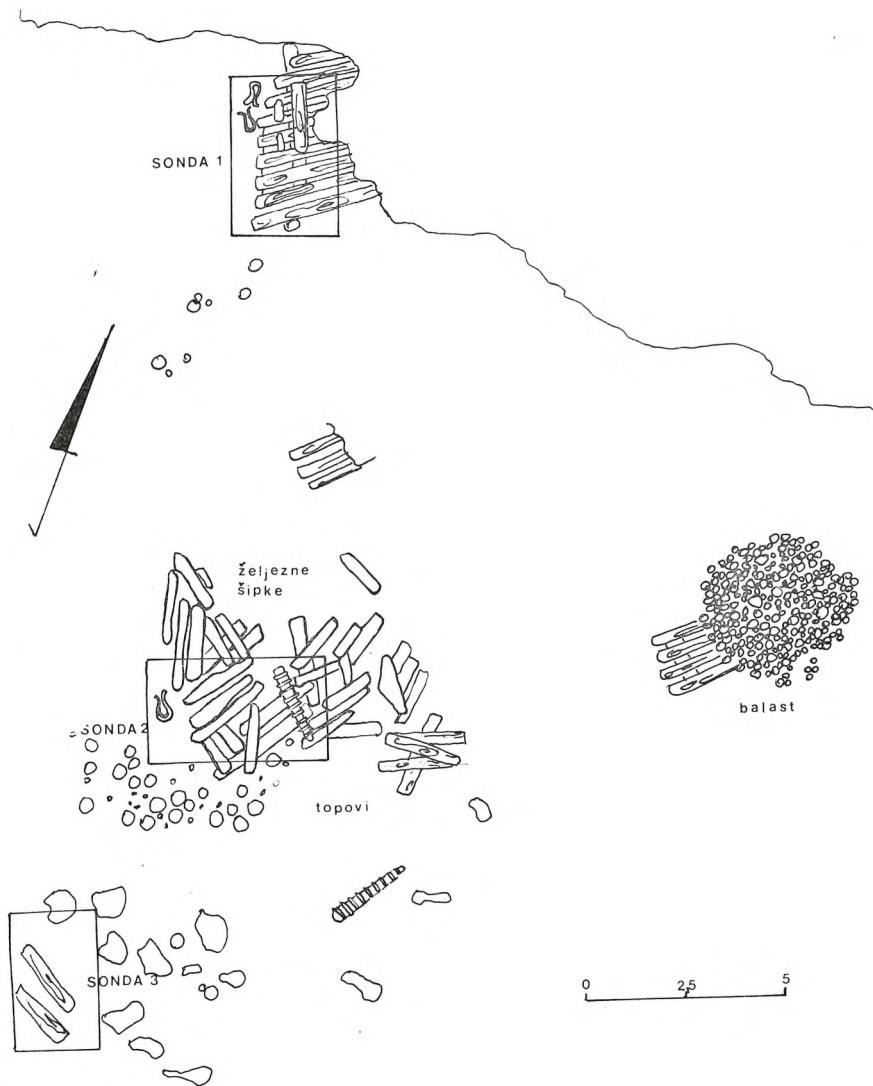 SONDA 1
željezne
šipke
SONDA 2
balast
topovi
SONDA 3
0 2,5 5